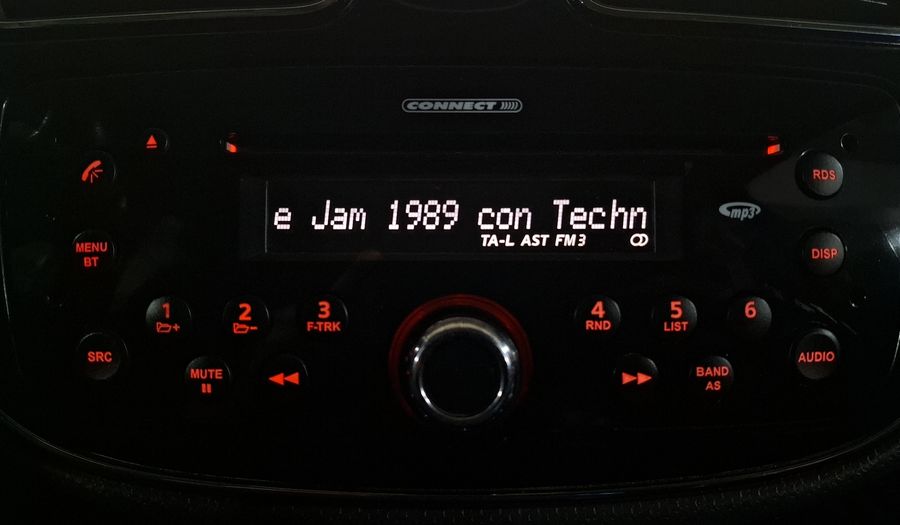 CONNECT
RDS
e Jam 1989 con Techn
TA-L AST FM3
mp3
MENU
BT
DISP
1
2
3
F-TRK
4
RND
5
LIST
6
SRC
MUTE
BAND
AS
AUDIO